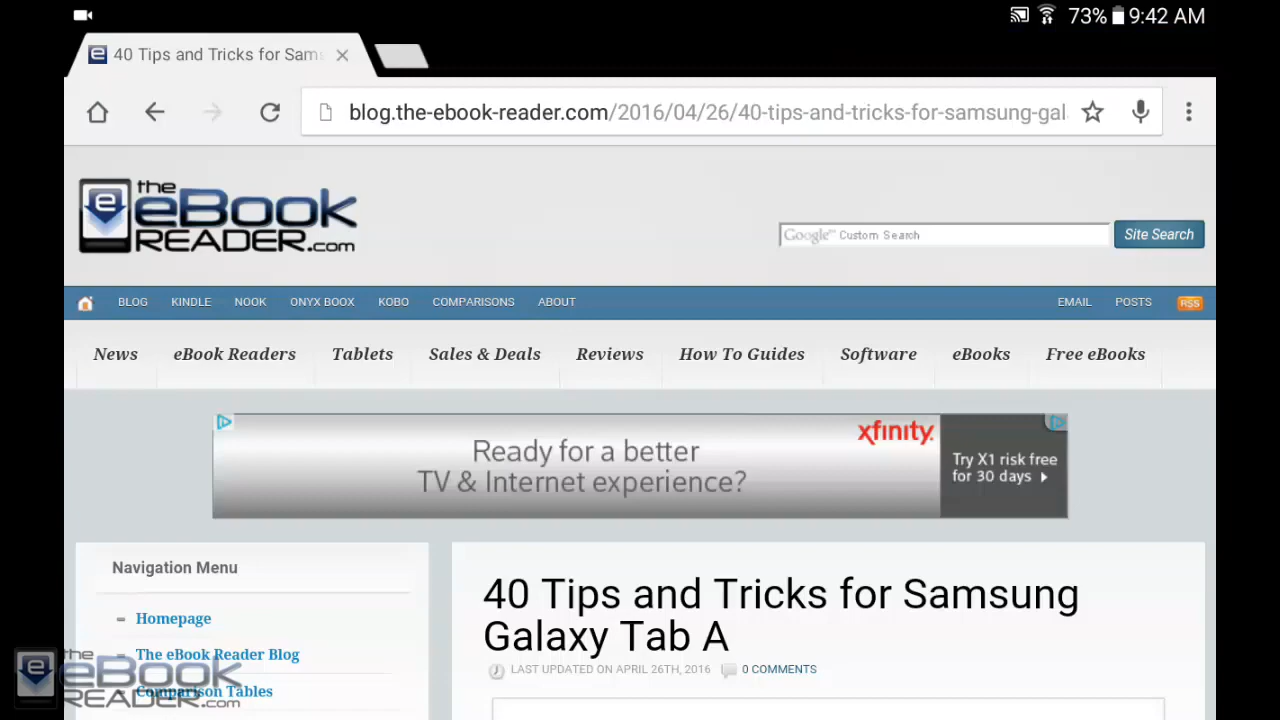 73% 9:42 AM
40 Tips and Tricks for Sams
blog.the-ebook-reader.com/2016/04/26/40-tips-and-tricks-for-samsung-gal
the
eBook
READER.com
Google™ Custom Search
Site Search
BLOG KINDLE NOOK ONYX BOOX KOBO COMPARISONS ABOUT EMAIL POSTS RSS
News eBook Readers Tablets Sales & Deals Reviews How To Guides Software eBooks Free eBooks
Ready for a better
TV & Internet experience?
xfinity
Try X1 risk free
for 30 days
Navigation Menu
Homepage
The eBook Reader Blog
Comparison Tables
40 Tips and Tricks for Samsung
Galaxy Tab A
LAST UPDATED ON APRIL 26TH, 2016 0 COMMENTS
the
eBook
READER.com